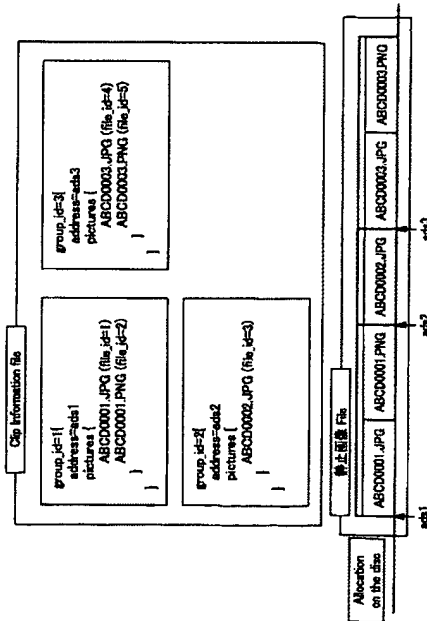 Clip Information file
group_id=1{
address=ads1
pictures {
ABCD0001.JPG (file_id=1)
ABCD0001.PNG (file_id=2)
}
}
group_id=2{
address=ads2
pictures {
ABCD0002.JPG (file_id=3)
}
}
group_id=3{
address=ads3
pictures {
ABCD0003.JPG (file_id=4)
ABCD0003.PNG (file_id=5)
}
}
静止画像 File
Allocation
on the disc
ABCD0001.JPG
ABCD0001.PNG
ABCD0002.JPG
ABCD0003.JPG
ABCD0003.PNG
ads1
ads2
ads3